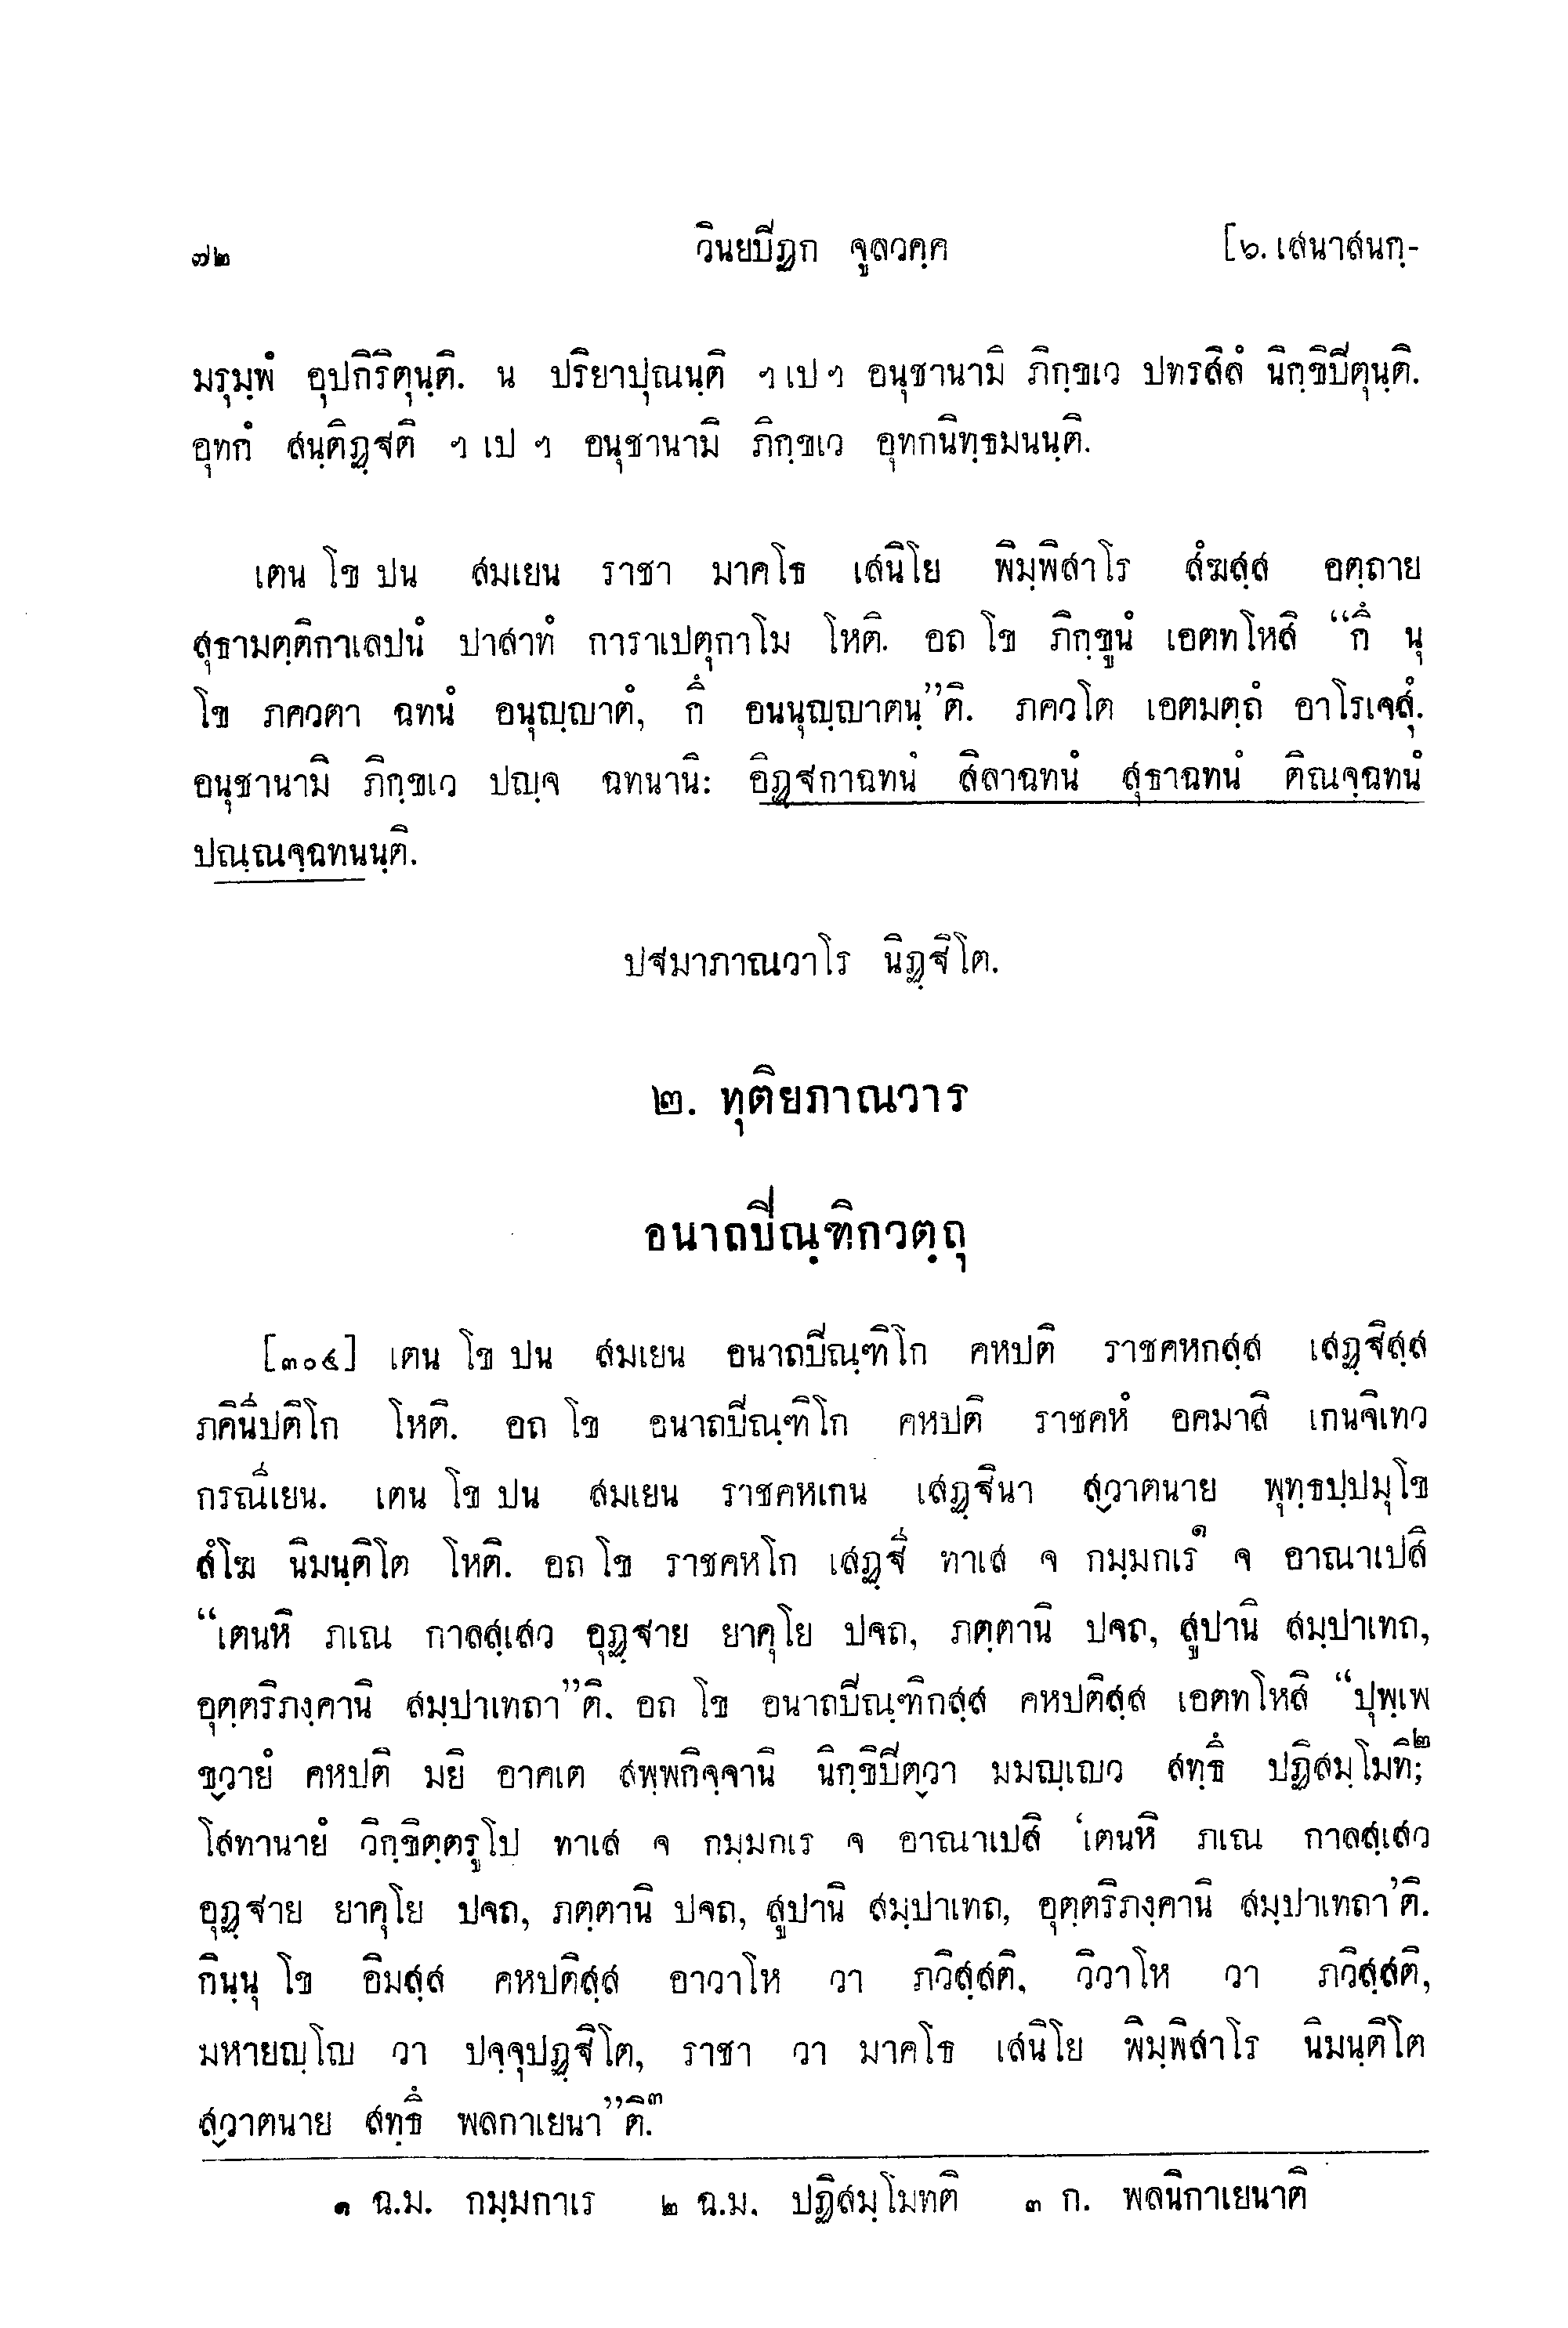 ๗๒ วินยปิฏก จูลวคฺค [๖. เสนาสนกฺ-
มรุมฺพํ อุปกิริตุนฺติ. น ปริยาปุณนฺติ ฯ เป ฯ อนุชานามิ ภิกฺขเว ปทรสิลํ นิกฺขิปิตุนฺติ.
อุทกํ สนฺติฏฺฐติ ฯ เป ฯ อนุชานามิ ภิกฺขเว อุทกนิทฺธมนนฺติ.
เตน โข ปน สมเยน ราชา มาคโธ เสนิโย พิมฺพิสาโร สํฆสฺส อตฺถาย
สุธามตฺติกาเลปนํ ปาสาทํ การาเปตุกาโม โหติ. อถ โข ภิกฺขูนํ เอตทโหสิ “กึ นุ
โข ภควตา ฉทนํ อนุญฺญาตํ, กึ อนนุญฺญาตนฺ”ติ. ภควโต เอตมตฺถํ อาโรเจสุํ.
อนุชานามิ ภิกฺขเว ปญฺจ ฉทนานิ: อิฏฺฐกาฉทนํ สิลาฉทนํ สุธาฉทนํ ติณจฺฉทนํ
ปณฺณจฺฉทนนฺติ.
ปฐมาภาณวาโร นิฏฺฐิโต.
๒. ทุติยภาณวาร
อนาถปิณฺฑิกวตฺถุ
[๓๐๔] เตน โข ปน สมเยน อนาถปิณฺฑิโก คหปติ ราชคหกสฺส เสฏฺฐิสฺส
ภคินีปติโก โหติ. อถ โข อนาถปิณฺฑิโก คหปติ ราชคหํ อคมาสิ เกนจิเทว
กรณีเยน. เตน โข ปน สมเยน ราชคหเกน เสฏฺฐินา สฺวาตนาย พุทฺธปฺปมุโข
สํโฆ นิมนฺติโต โหติ. อถ โข ราชคหโก เสฏฺฐี ทาเส จ กมฺมกเร๑ จ อาณาเปสิ
“เตนหิ ภเณ กาลสฺเสว อุฏฺฐาย ยาคุโย ปจถ, ภตฺตานิ ปจถ, สูปานิ สมฺปาเทถ,
อุตฺตริภงฺคานิ สมฺปาเทถา”ติ. อถ โข อนาถปิณฺฑิกสฺส คหปติสฺส เอตทโหสิ “ปุพฺเพ
ขฺวายํ คหปติ มยิ อาคเต สพฺพกิจฺจานิ นิกฺขิปิตฺวา มมญฺเญว สทฺธึ ปฏิสมฺโมทิ;๒
โสทานายํ วิกฺขิตฺตรูโป ทาเส จ กมฺมกเร จ อาณาเปสิ ‘เตนหิ ภเณ กาลสฺเสว
อุฏฺฐาย ยาคุโย ปจถ, ภตฺตานิ ปจถ, สูปานิ สมฺปาเทถ, อุตฺตริภงฺคานิ สมฺปาเทถา’ติ.
กินฺนุ โข อิมสฺส คหปติสฺส อาวาโห วา ภวิสฺสติ, วิวาโห วา ภวิสฺสติ,
มหายญฺโญ วา ปจฺจุปฏฺฐิโต, ราชา วา มาคโธ เสนิโย พิมฺพิสาโร นิมนฺติโต
สฺวาตนาย สทฺธึ พลกาเยนา”ติ.๓
๑ ฉ.ม. กมฺมกาเร ๒ ฉ.ม. ปฏิสมฺโมทติ ๓ ก. พลนิกาเยนาติ